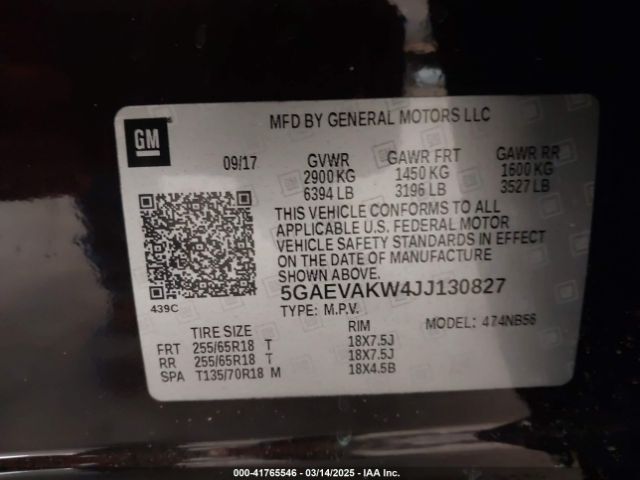 MFD BY GENERAL MOTORS LLC
GM
09/17 GVWR GAWR FRT GAWR RR
2900 KG 1450 KG 1600 KG
6394 LB 3196 LB 3527 LB
THIS VEHICLE CONFORMS TO ALL
APPLICABLE U.S. FEDERAL MOTOR
VEHICLE SAFETY STANDARDS IN EFFECT
ON THE DATE OF MANUFACTURE
SHOWN ABOVE.
439C
5GAEVAKW4JJ130827
TYPE: M.P.V. MODEL: 474NB56
TIRE SIZE RIM
FRT 255/65R18 T 18X7.5J
RR 255/65R18 T 18X7.5J
SPA T135/70R18 M 18X4.5B
000-41765546 - 03/14/2025 - IAA Inc.